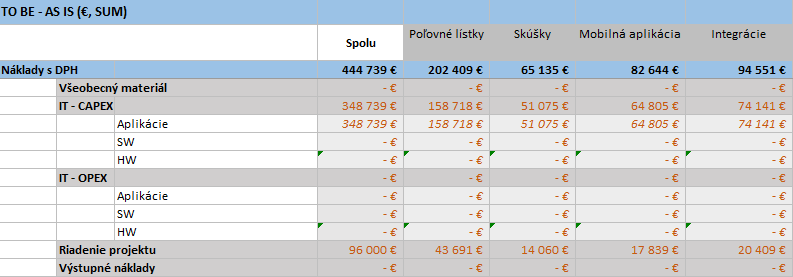 TO BE - AS IS (€, SUM)
Spolu Poľovné lístky Skúšky Mobilná aplikácia Integrácie
Náklady s DPH 444 739 € 202 409 € 65 135 € 82 644 € 94 551 €
Všeobecný materiál - € - € - € - € - €
IT - CAPEX 348 739 € 158 718 € 51 075 € 64 805 € 74 141 €
Aplikácie 348 739 € 158 718 € 51 075 € 64 805 € 74 141 €
SW - € - € - € - € - €
HW - € - € - € - € - €
IT - OPEX - € - € - € - € - €
Aplikácie - € - € - € - € - €
SW - € - € - € - € - €
HW - € - € - € - € - €
Riadenie projektu 96 000 € 43 691 € 14 060 € 17 839 € 20 409 €
Výstupné náklady - € - € - € - € - €